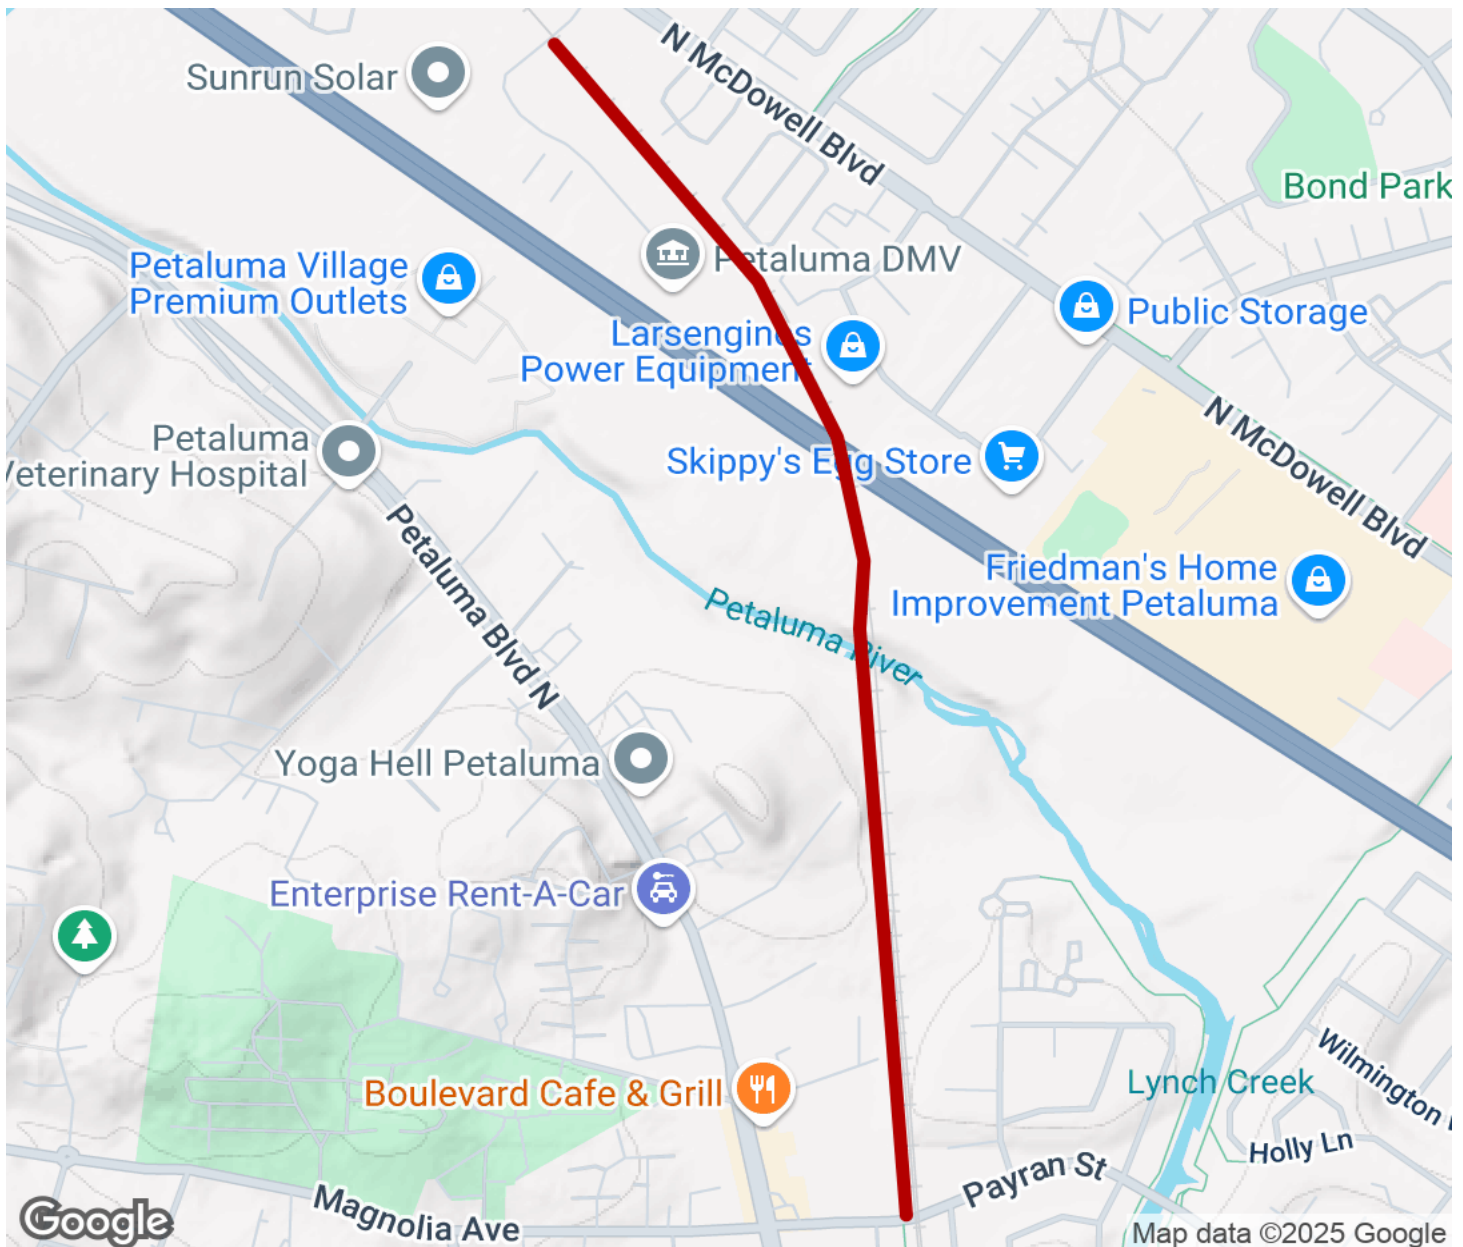 N McDowell Blvd
Sunrun Solar
Bond Park
Petaluma DMV
Petaluma Village
Premium Outlets
Public Storage
Larsengines
Power Equipment
N McDowell Blvd
Petaluma
Veterinary Hospital
Skippy's Egg Store
Petaluma Blvd N
Friedman's Home
Improvement Petaluma
Petaluma River
Yoga Hell Petaluma
Enterprise Rent-A-Car
Boulevard Cafe & Grill
Lynch Creek
Wilmington
Holly Ln
Payran St
Magnolia Ave
Google
Map data ©2025 Google